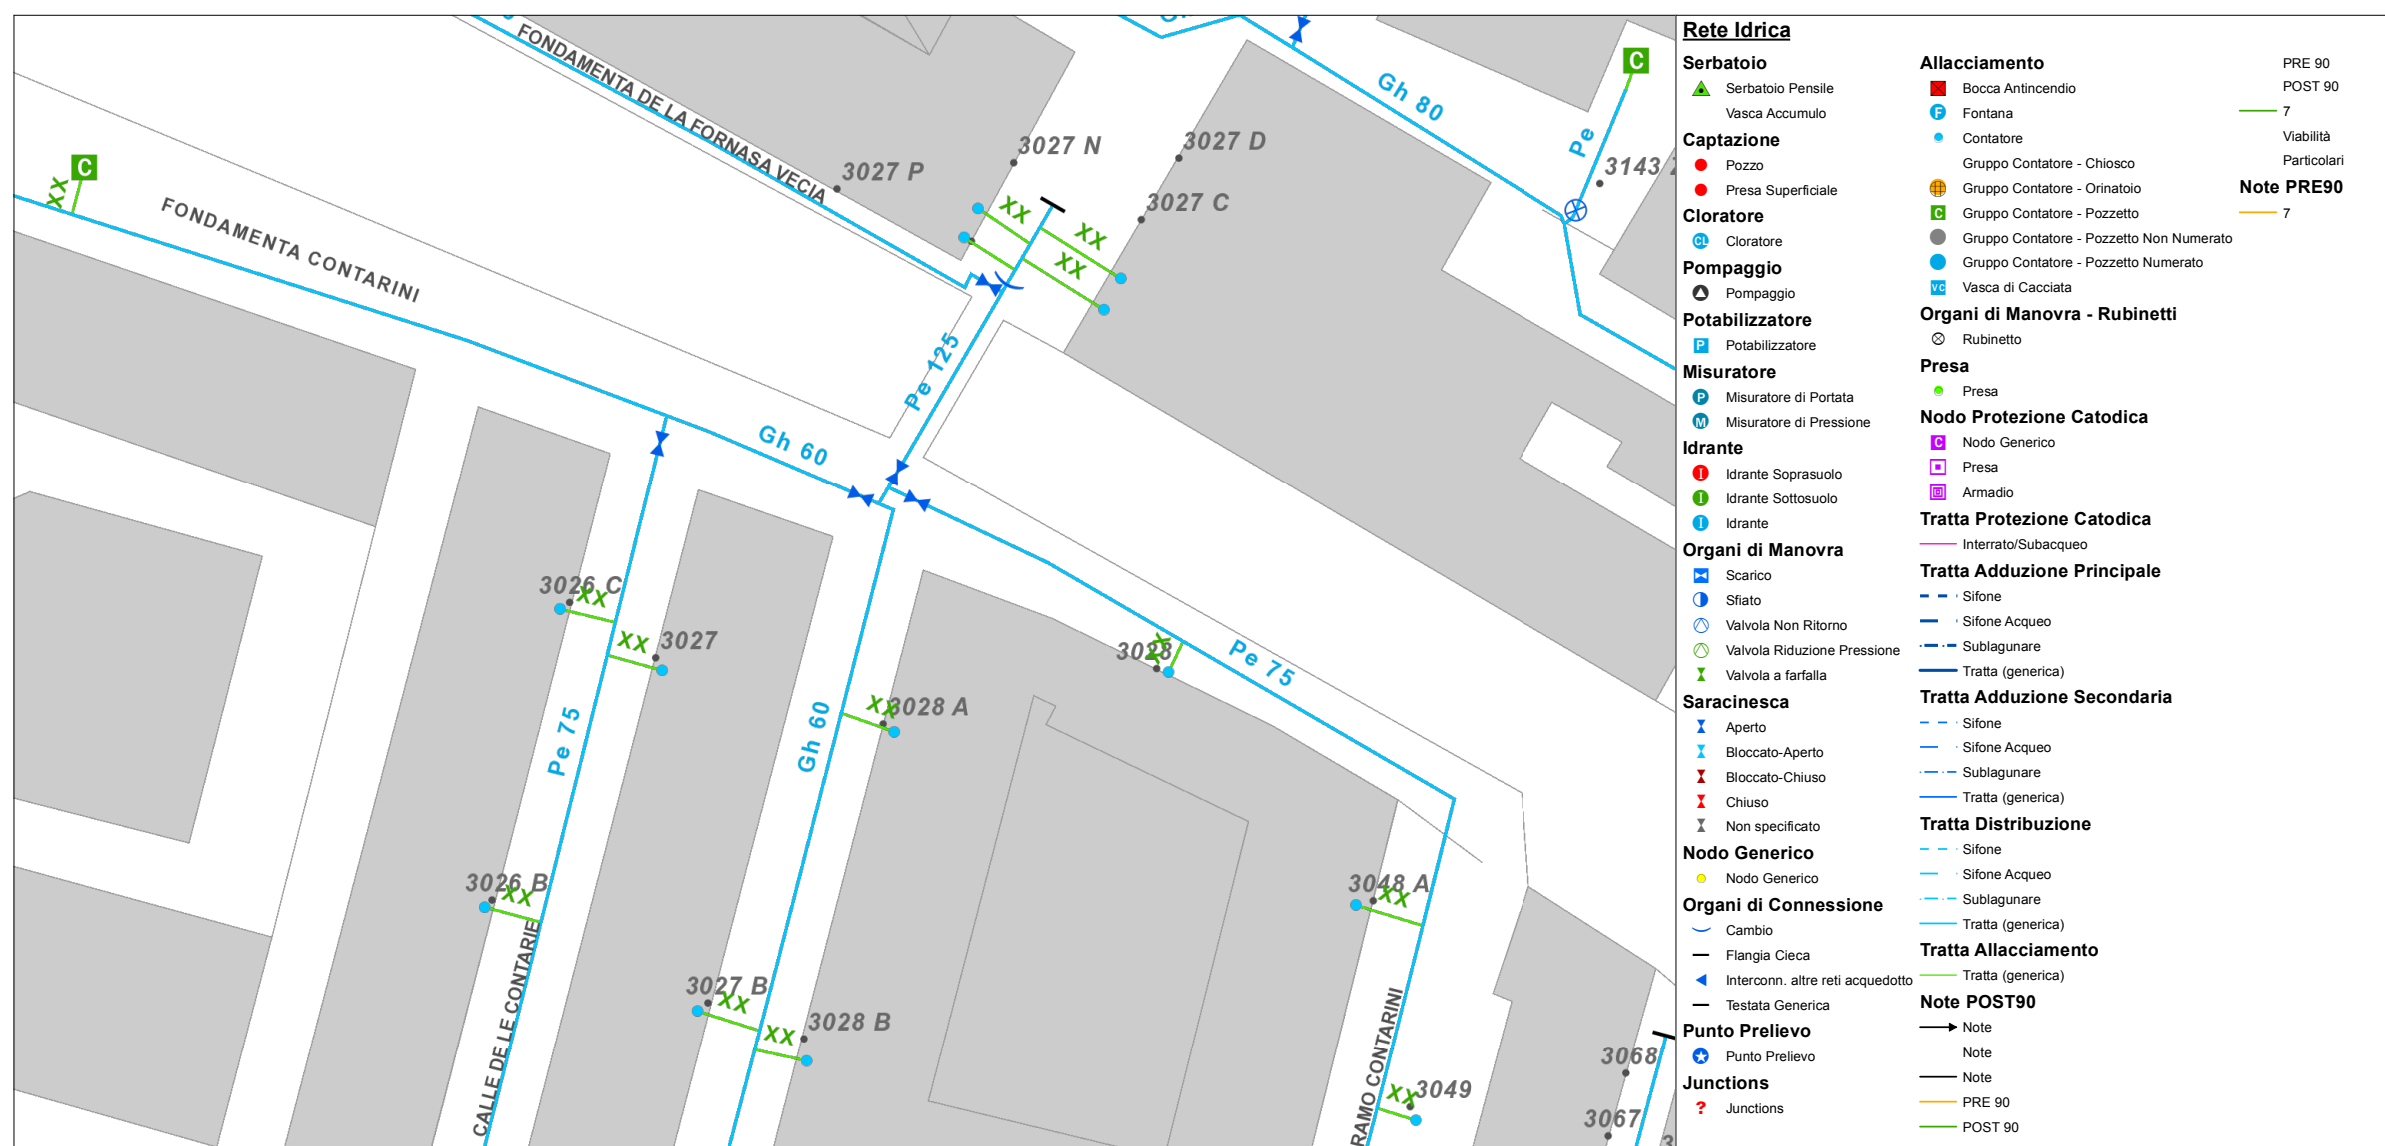 FONDAMENTA DE LA FORNASA VECIA
FONDAMENTA CONTARINI
CALLE DE LE CONTARIE
RAMO CONTARINI
C
XX
3027 P
3027 N
3027 D
3027 C
XX
XX
XX
Gh 80
Pe
C
3143
Pe 125
Gh 60
3026 C
XX
XX
3027
Pe 75
Gh 60
XX
3028 A
3028
Pe 75
3026 B
XX
3027 B
XX
XX
3028 B
3048 A
XX
XX
3049
3068
3067
Rete Idrica
Serbatoio
Serbatoio Pensile
Vasca Accumulo
Captazione
Pozzo
Presa Superficiale
Cloratore
CL Cloratore
Pompaggio
Pompaggio
Potabilizzatore
P Potabilizzatore
Misuratore
P Misuratore di Portata
M Misuratore di Pressione
Idrante
I Idrante Soprasuolo
I Idrante Sottosuolo
I Idrante
Organi di Manovra
Scarico
Sfiato
Valvola Non Ritorno
Valvola Riduzione Pressione
Valvola a farfalla
Saracinesca
Aperto
Bloccato-Aperto
Bloccato-Chiuso
Chiuso
Non specificato
Nodo Generico
Nodo Generico
Organi di Connessione
Cambio
Flangia Cieca
Interconn. altre reti acquedotto
Testata Generica
Punto Prelievo
Punto Prelievo
Junctions
? Junctions
Allacciamento
Bocca Antincendio
F Fontana
Contatore
Gruppo Contatore - Chiosco
Gruppo Contatore - Orinatoio
C Gruppo Contatore - Pozzetto
Gruppo Contatore - Pozzetto Non Numerato
Gruppo Contatore - Pozzetto Numerato
VC Vasca di Cacciata
Organi di Manovra - Rubinetti
Rubinetto
Presa
Presa
Nodo Protezione Catodica
C Nodo Generico
Presa
Armadio
Tratta Protezione Catodica
Interrato/Subacqueo
Tratta Adduzione Principale
Sifone
Sifone Acqueo
Sublagunare
Tratta (generica)
Tratta Adduzione Secondaria
Sifone
Sifone Acqueo
Sublagunare
Tratta (generica)
Tratta Distribuzione
Sifone
Sifone Acqueo
Sublagunare
Tratta (generica)
Tratta Allacciamento
Tratta (generica)
Note POST90
Note
Note
Note
PRE 90
POST 90
PRE 90
POST 90
7
Viabilità
Particolari
Note PRE90
7